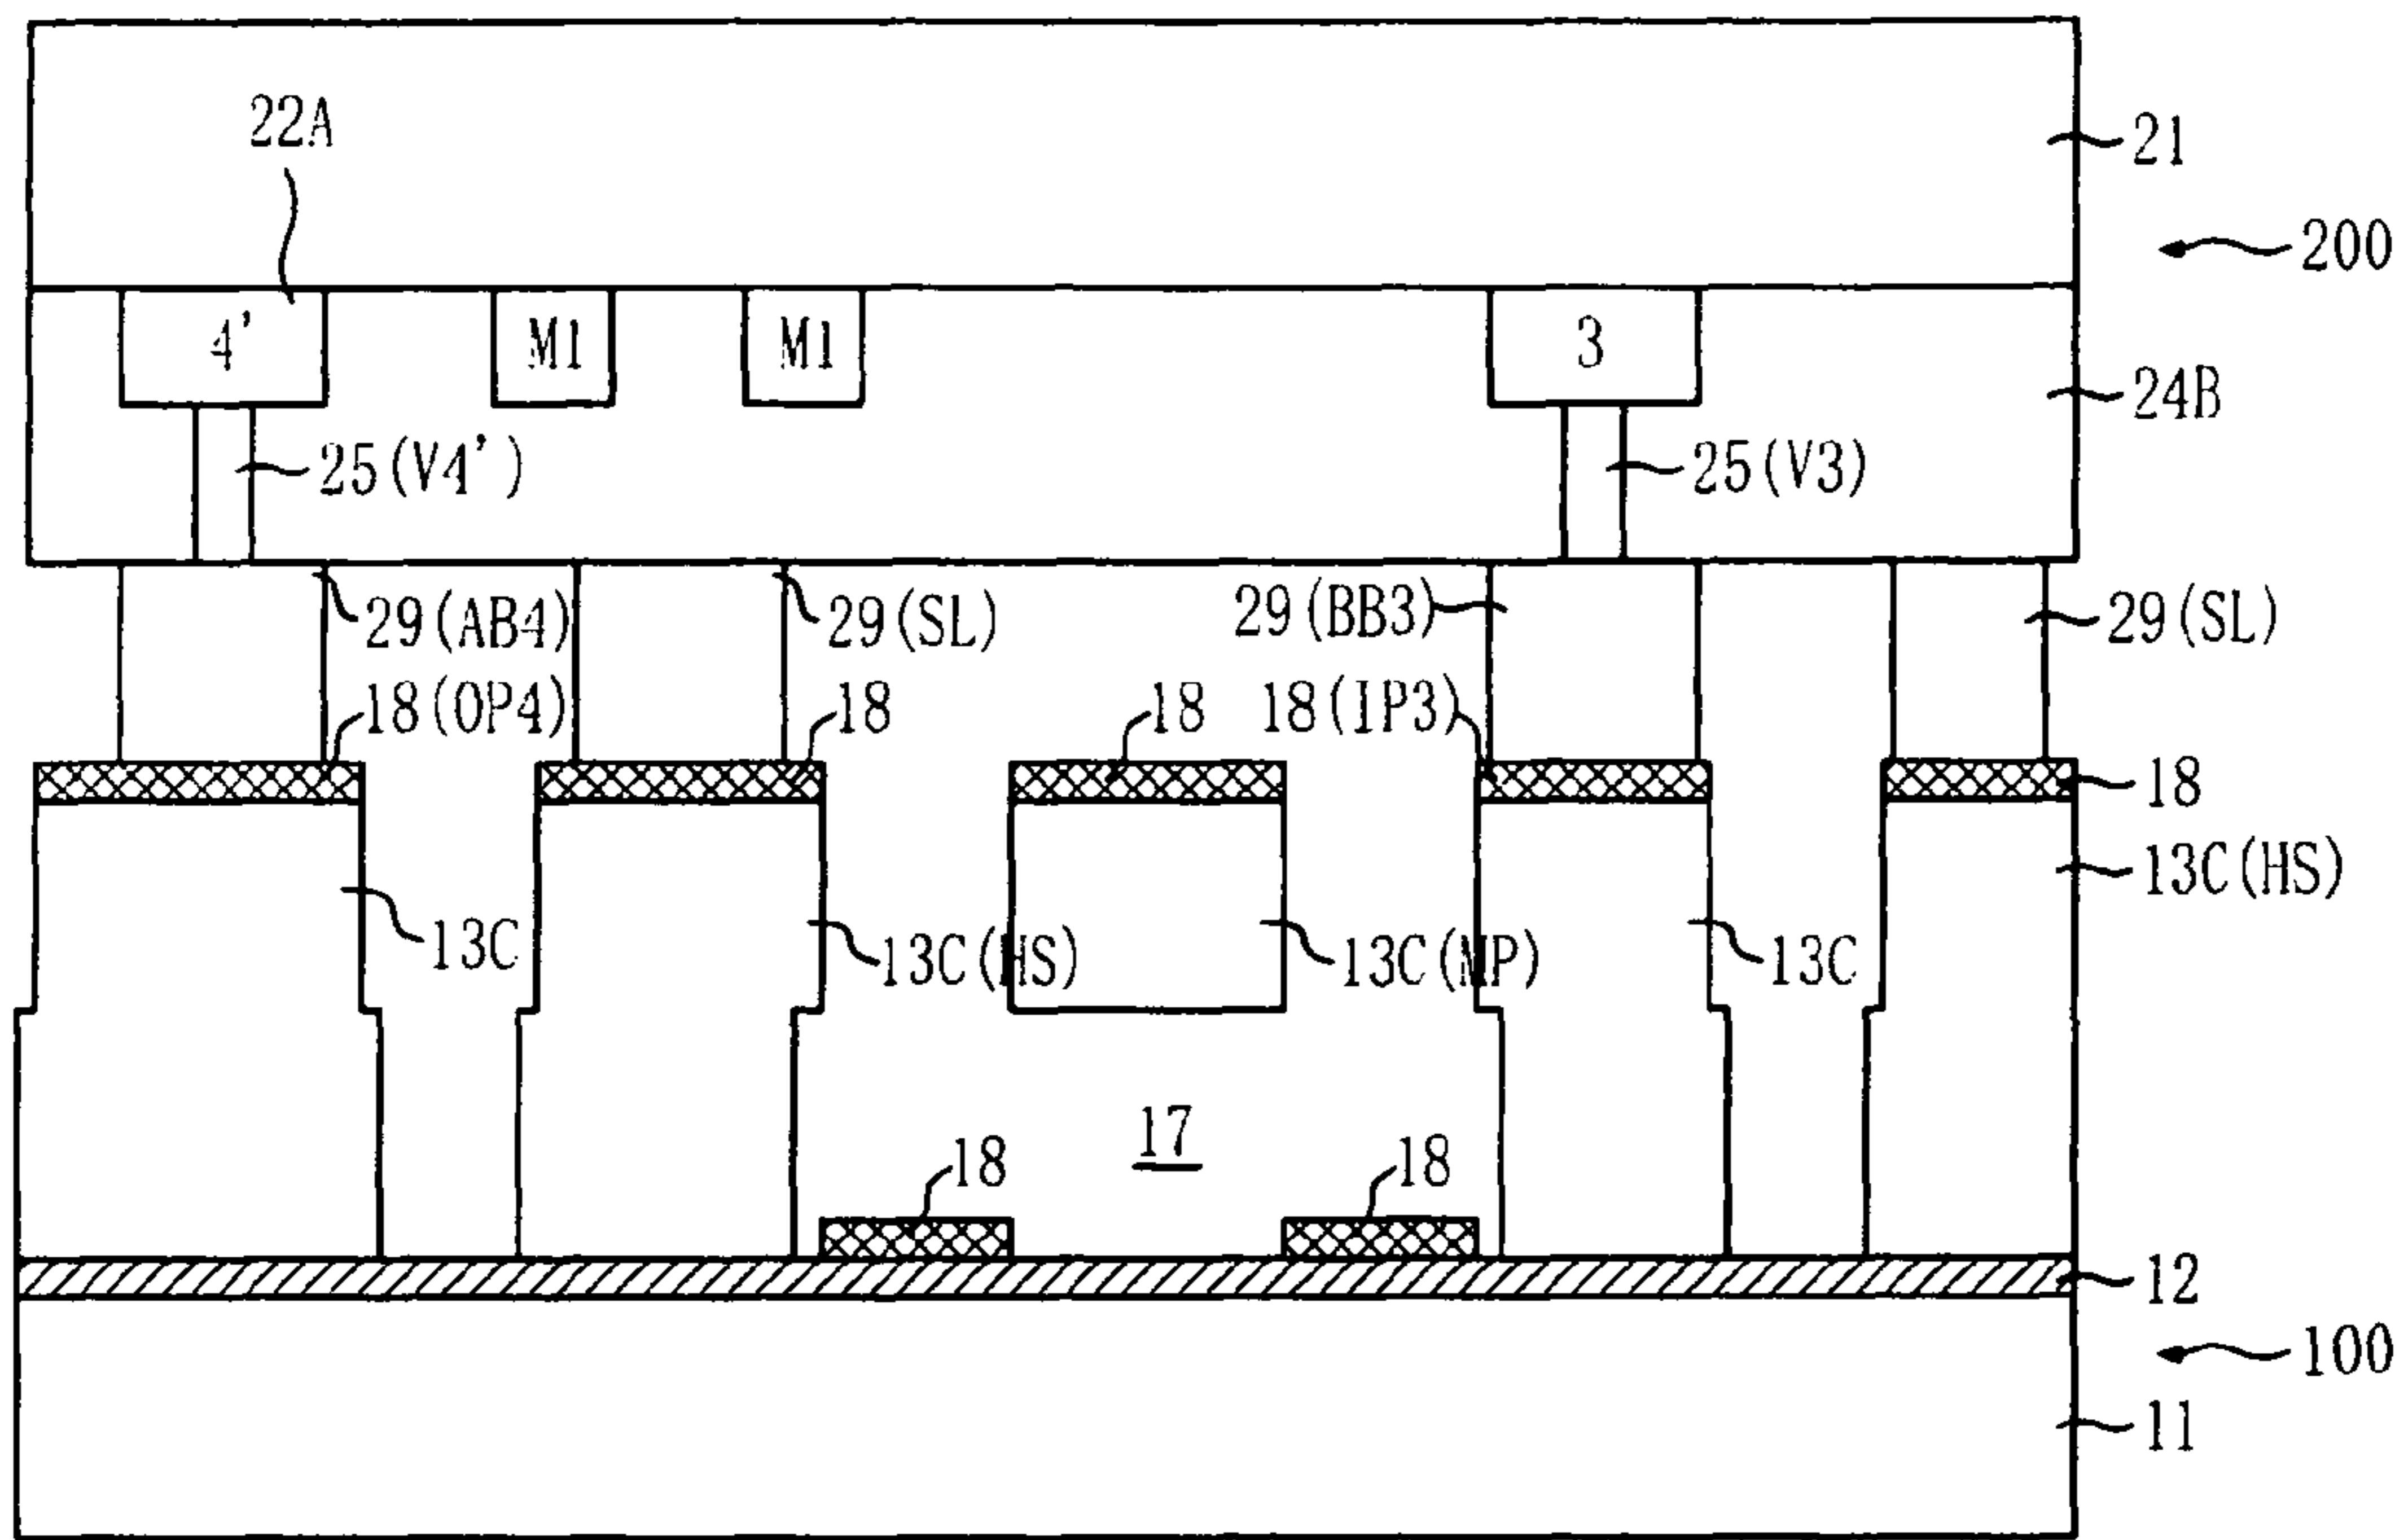 22A
21
200
4'
M1
M1
3
24B
25(V4')
25(V3)
29(AB4)
29(SL)
29(BB3)
29(SL)
18(OP4)
18
18
18(IP3)
18
13C(HS)
13C
13C(HS)
13C(MP)
13C
17
18
18
12
100
11